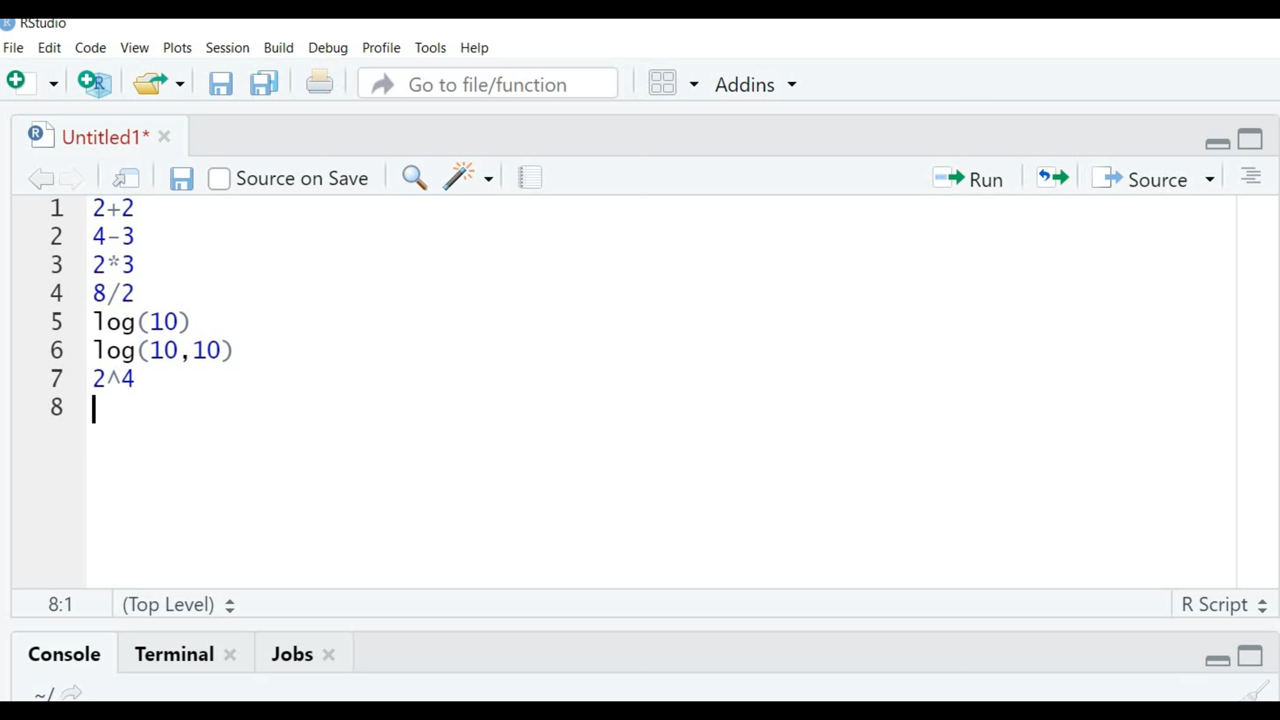 RStudio
File Edit Code View Plots Session Build Debug Profile Tools Help
Go to file/function Addins
Untitled1*
Source on Save Run Source
1 2+2
2 4-3
3 2*3
4 8/2
5 log(10)
6 log(10,10)
7 2^4
8
8:1 (Top Level) R Script
Console Terminal Jobs
~/